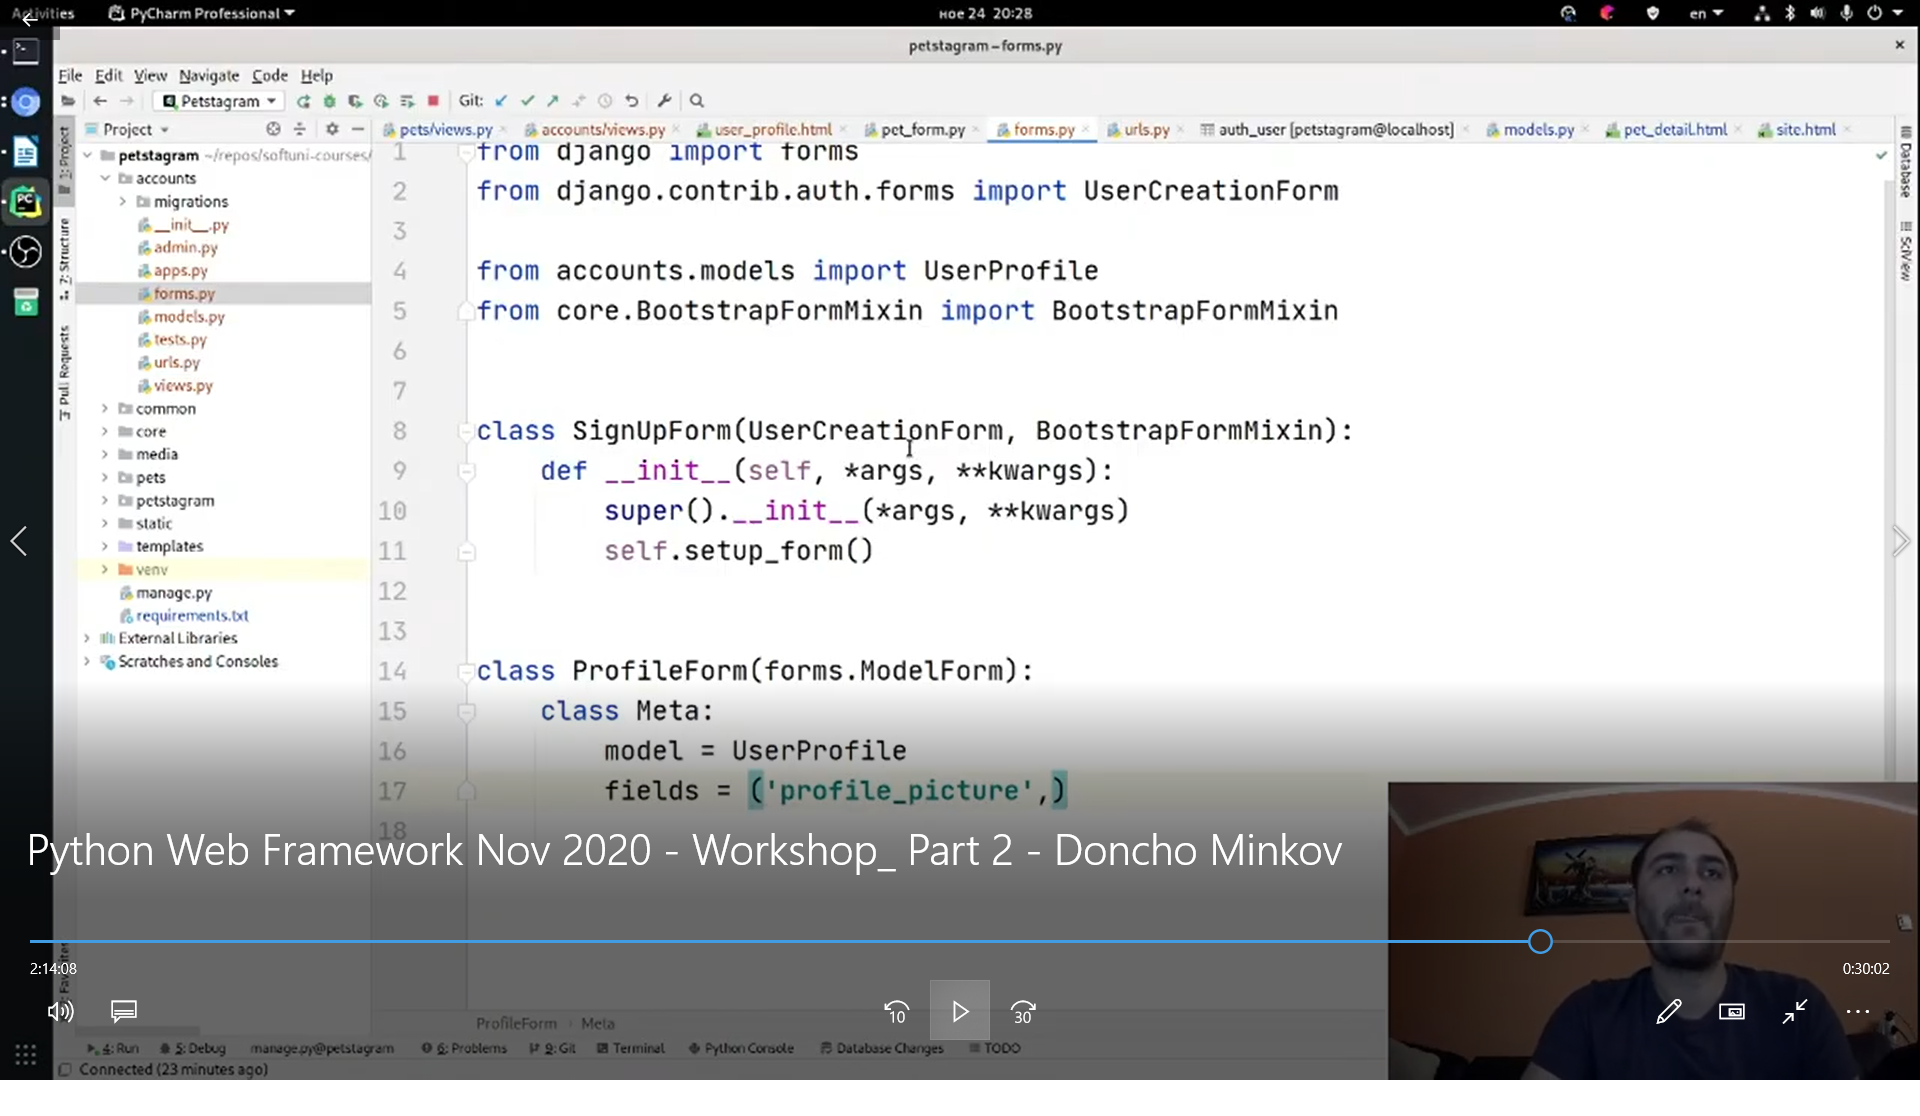 Activities PyCharm Professional ное 24 20:28 en
petstagram – forms.py
File Edit View Navigate Code Help
Petstagram Git:
Project
pets/views.py accounts/views.py user_profile.html pet_form.py forms.py urls.py auth_user [petstagram@localhost] models.py pet_detail.html site.html
1: Project
7: Structure
Pull Requests
Database
SciView
petstagram ~/repos/softuni-courses/
accounts
migrations
__init__.py
admin.py
apps.py
forms.py
models.py
tests.py
urls.py
views.py
common
core
media
pets
petstagram
static
templates
venv
manage.py
requirements.txt
External Libraries
Scratches and Consoles
1 from django import forms
2 from django.contrib.auth.forms import UserCreationForm
3
4 from accounts.models import UserProfile
5 from core.BootstrapFormMixin import BootstrapFormMixin
6
7
8 class SignUpForm(UserCreationForm, BootstrapFormMixin):
9 def __init__(self, *args, **kwargs):
10 super().__init__(*args, **kwargs)
11 self.setup_form()
12
13
14 class ProfileForm(forms.ModelForm):
15 class Meta:
16 model = UserProfile
17 fields = ('profile_picture',)
18
Python Web Framework Nov 2020 - Workshop_ Part 2 - Doncho Minkov
2:14:08 0:30:02
10 30
ProfileForm Meta
4: Run 5: Debug manage.py@petstagram 6: Problems 9: Git Terminal Python Console Database Changes TODO
Connected (23 minutes ago)